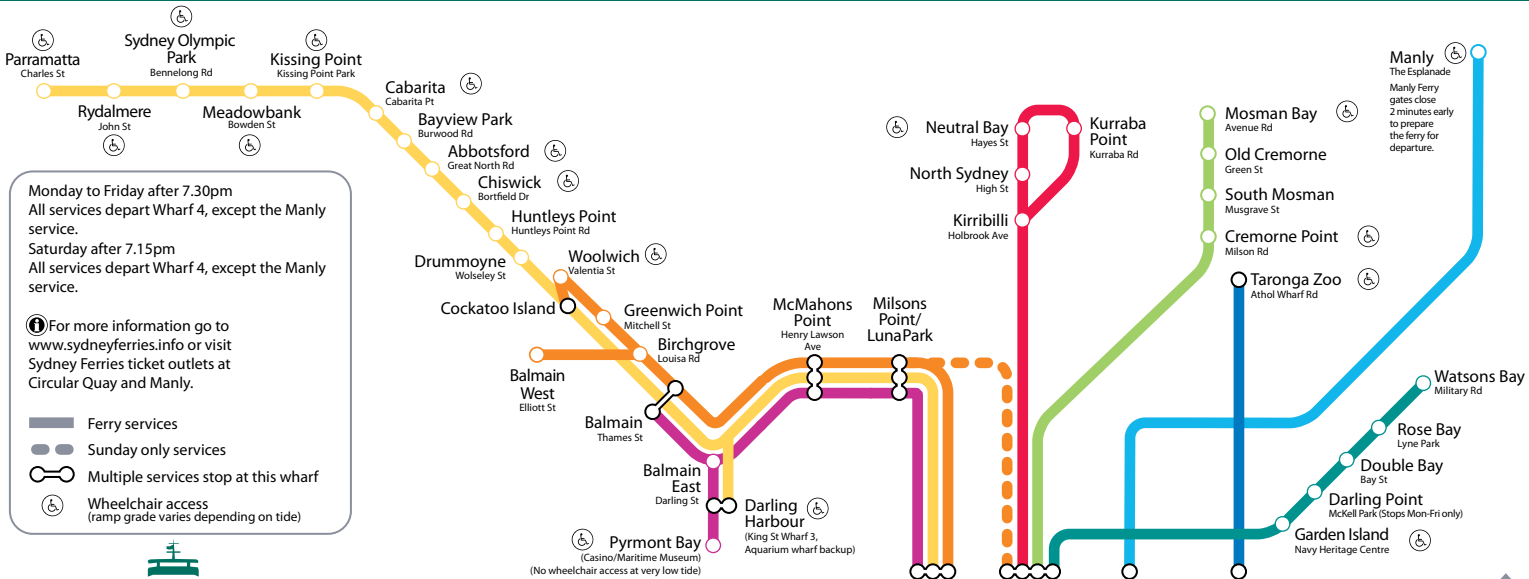 Parramatta
Charles St
Sydney Olympic
Park
Bennelong Rd
Kissing Point
Kissing Point Park
Rydalmere
John St
Meadowbank
Bowden St
Cabarita
Cabarita Pt
Bayview Park
Burwood Rd
Abbotsford
Great North Rd
Chiswick
Bortfield Dr
Huntleys Point
Huntleys Point Rd
Drummoyne
Wolseley St
Woolwich
Valentia St
Cockatoo Island
Greenwich Point
Mitchell St
Birchgrove
Louisa Rd
Balmain
West
Elliott St
Balmain
Thames St
Balmain
East
Darling St
Darling
Harbour
(King St Wharf 3,
Aquarium wharf backup)
Pyrmont Bay
(Casino/Maritime Museum)
(No wheelchair access at very low tide)
McMahons
Point
Henry Lawson
Ave
Milsons
Point/
LunaPark
Neutral Bay
Hayes St
Kurraba
Point
Kurraba Rd
North Sydney
High St
Kirribilli
Holbrook Ave
Mosman Bay
Avenue Rd
Old Cremorne
Green St
South Mosman
Musgrave St
Cremorne Point
Milson Rd
Taronga Zoo
Athol Wharf Rd
Manly
The Esplanade
Manly Ferry
gates close
2 minutes early
to prepare
the ferry for
departure.
Watsons Bay
Military Rd
Rose Bay
Lyne Park
Double Bay
Bay St
Darling Point
McKell Park (Stops Mon-Fri only)
Garden Island
Navy Heritage Centre
Monday to Friday after 7.30pm
All services depart Wharf 4, except the Manly
service.
Saturday after 7.15pm
All services depart Wharf 4, except the Manly
service.
For more information go to
www.sydneyferries.info or visit
Sydney Ferries ticket outlets at
Circular Quay and Manly.
Ferry services
Sunday only services
Multiple services stop at this wharf
Wheelchair access
(ramp grade varies depending on tide)